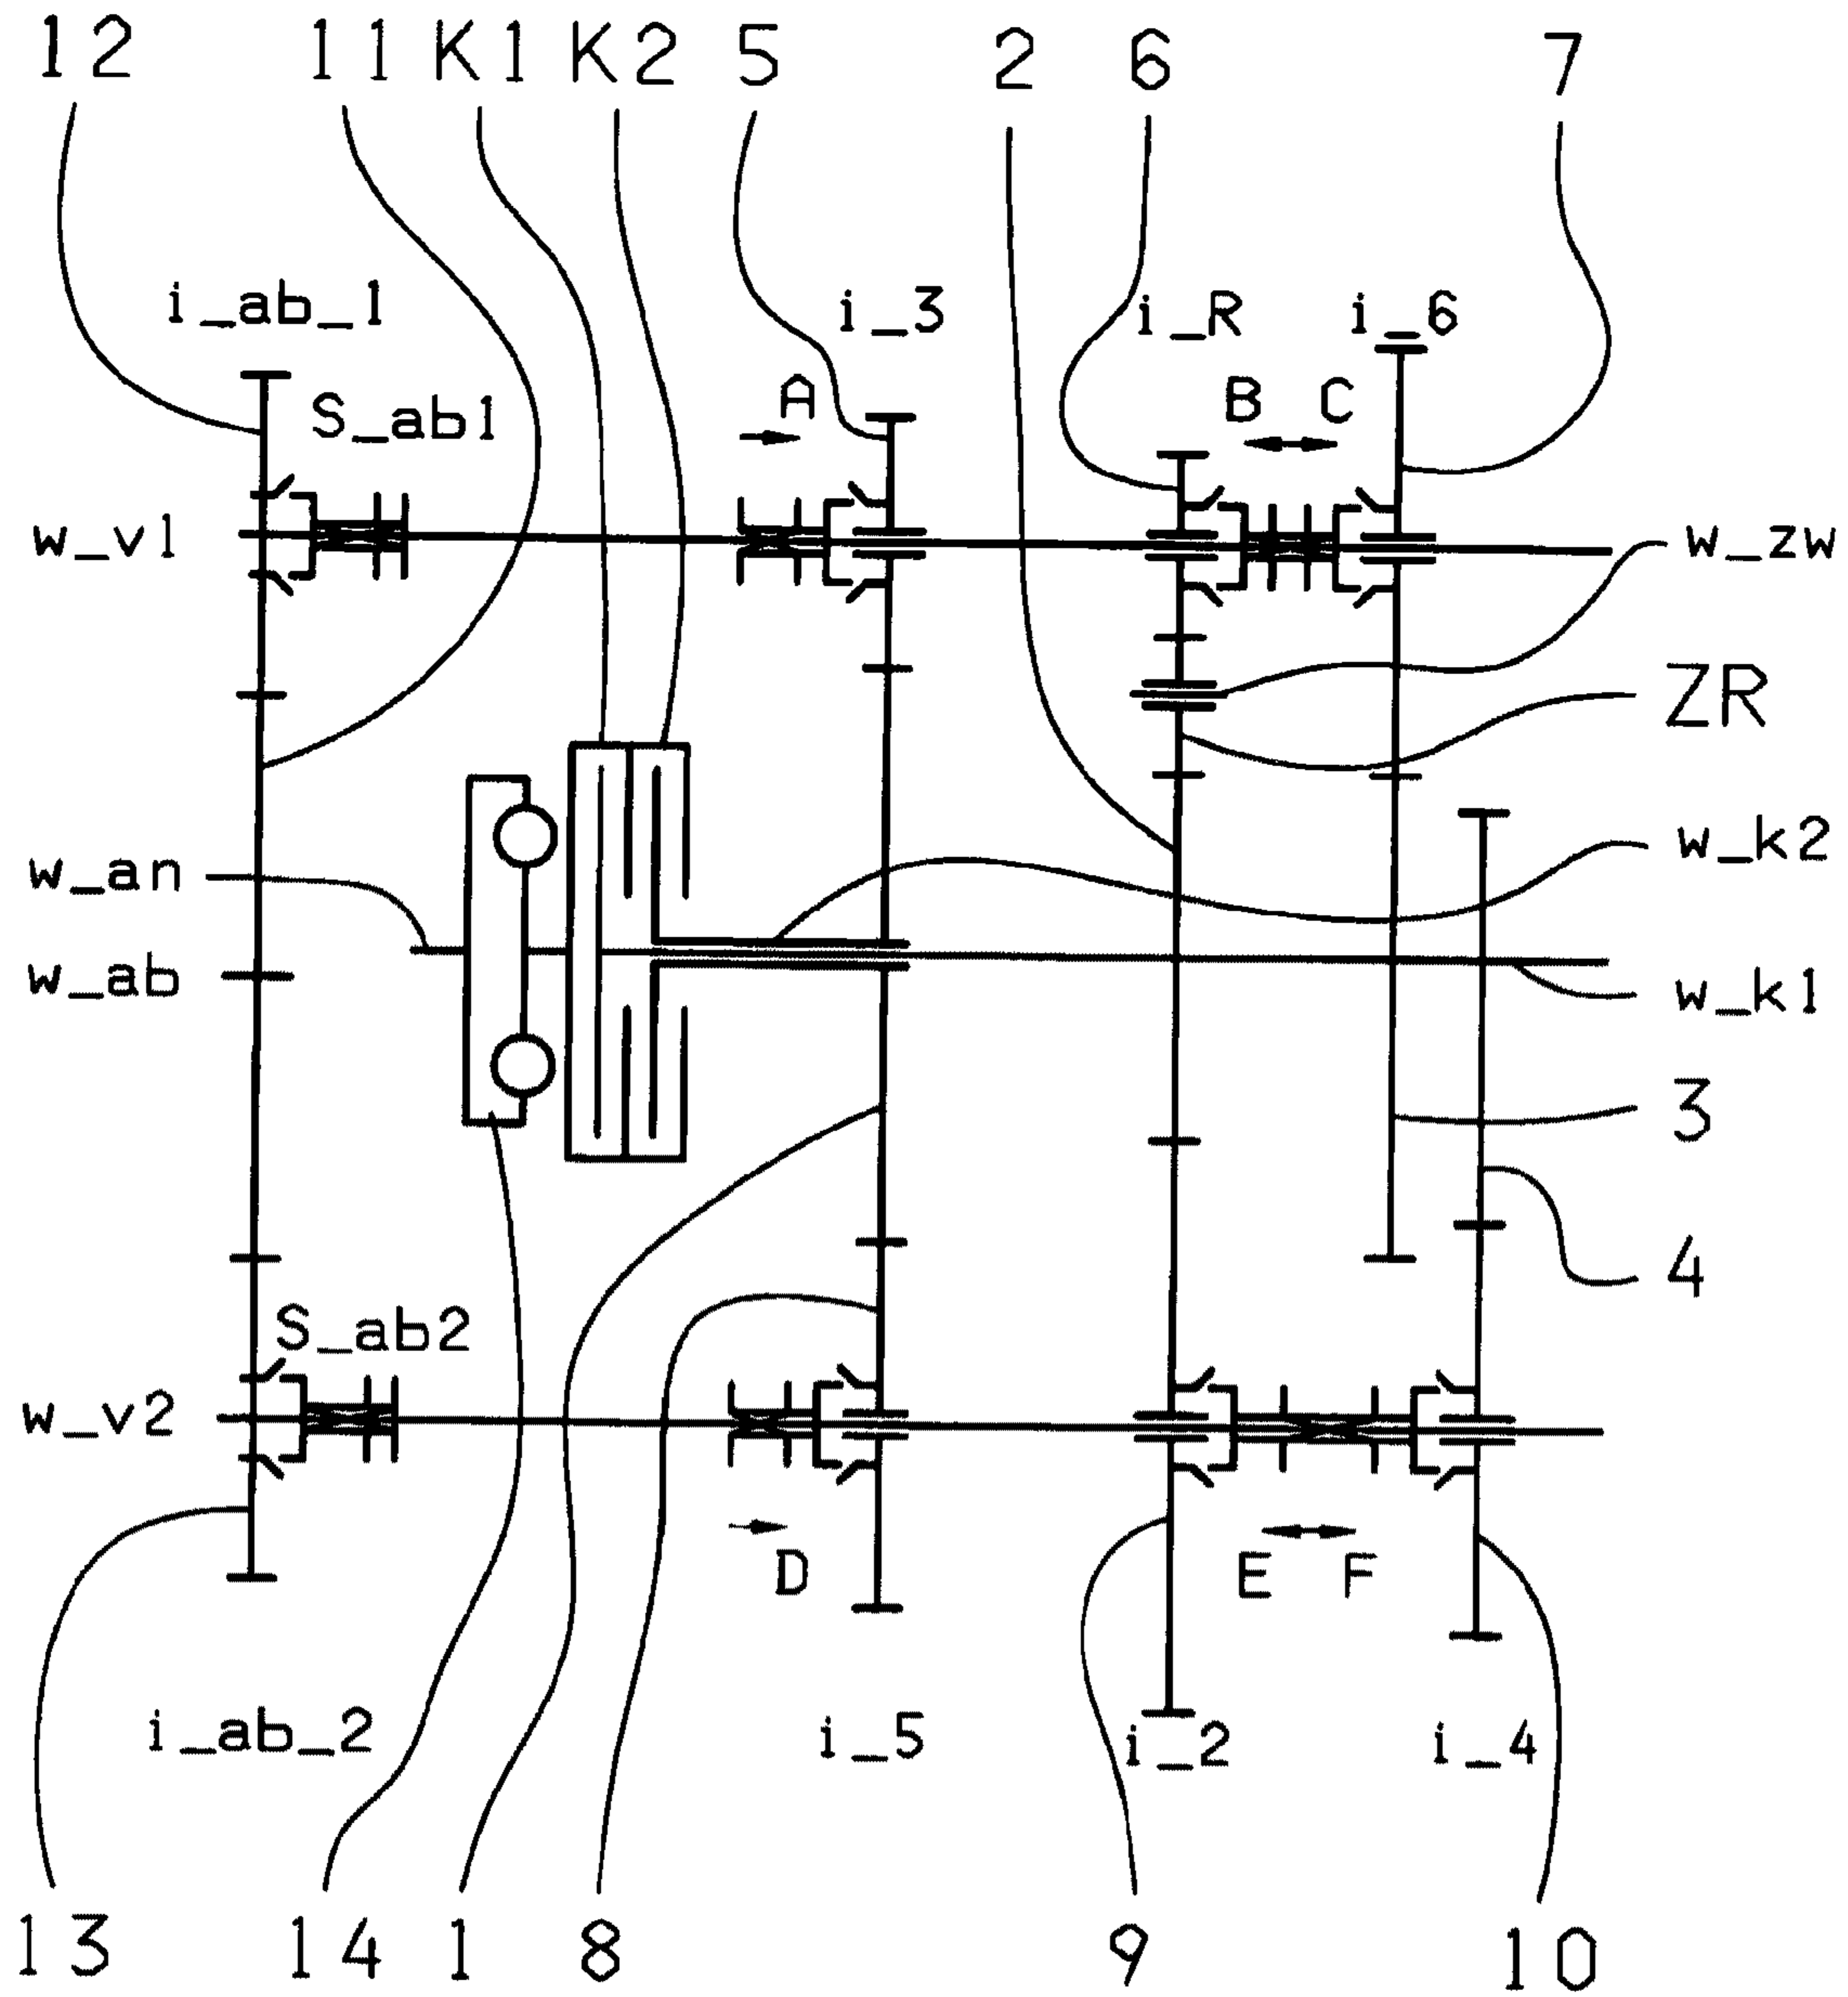 12 11 K1 K2 5 2 6 7
i_ab_1 i_3 i_R i_6
S_ab1 A B C
w_v1 w_zw
ZR
w_an w_k2
w_ab w_k1
3
4
S_ab2
w_v2
D E F
i_ab_2 i_5 i_2 i_4
13 14 1 8 9 10